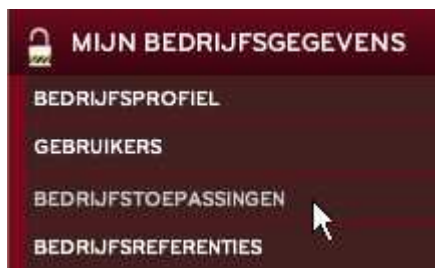 MIJN BEDRIJFSGEGEVENS
BEDRIJFSPROFIEL
GEBRUIKERS
BEDRIJFSTOEPASSINGEN
BEDRIJFSREFERENTIES